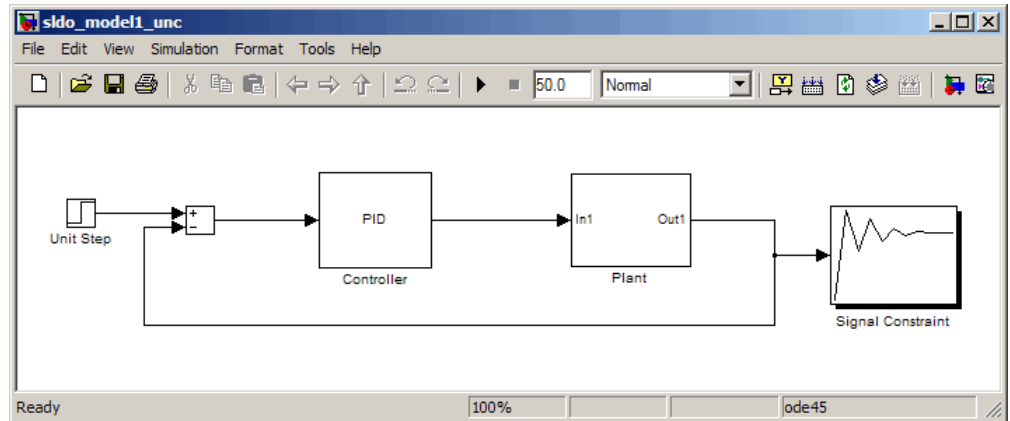 sldo_model1_unc
File Edit View Simulation Format Tools Help
50.0 Normal
Unit Step
+
−
PID
Controller
In1 Out1
Plant
Signal Constraint
Ready 100% ode45